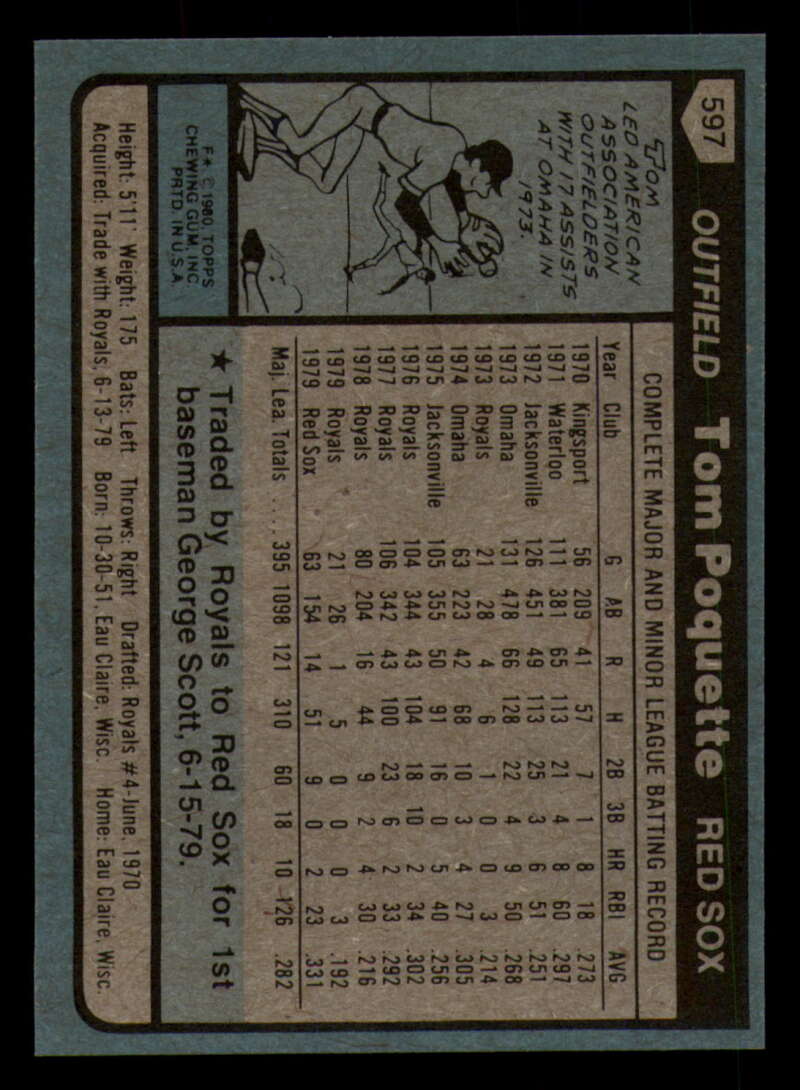 597 OUTFIELD Tom Poquette RED SOX
TOM
LED AMERICAN
ASSOCIATION
OUTFIELDERS
WITH 17 ASSISTS
AT OMAHA IN
1973.
F★ © 1980 TOPPS
CHEWING GUM, INC.
PRTD. IN U.S.A.
COMPLETE MAJOR AND MINOR LEAGUE BATTING RECORD
Year Club G AB R H 2B 3B HR RBI AVG
1970 Kingsport 56 209 41 57 7 1 8 18 .273
1971 Waterloo 111 381 65 113 21 4 8 60 .297
1972 Jacksonville 126 451 49 113 25 3 6 51 .251
1973 Omaha 131 478 66 128 22 4 9 50 .268
1973 Royals 21 28 4 6 1 0 0 3 .214
1974 Omaha 63 223 42 68 10 3 4 27 .305
1975 Jacksonville 105 355 50 91 16 0 5 40 .256
1976 Royals 104 344 43 104 18 10 2 34 .302
1977 Royals 106 342 43 100 23 6 2 33 .292
1978 Royals 80 204 16 44 9 2 4 30 .216
1979 Royals 21 26 1 5 0 0 0 3 .192
1979 Red Sox 63 154 14 51 9 0 2 23 .331
Maj. Lea. Totals .... 395 1098 121 310 60 18 10 126 .282
★ Traded by Royals to Red Sox for 1st
baseman George Scott, 6-15-79.
Height: 5'11" Weight: 175 Bats: Left Throws: Right Drafted: Royals #4-June, 1970
Acquired: Trade with Royals, 6-13-79 Born: 10-30-51, Eau Claire, Wisc. Home: Eau Claire, Wisc.